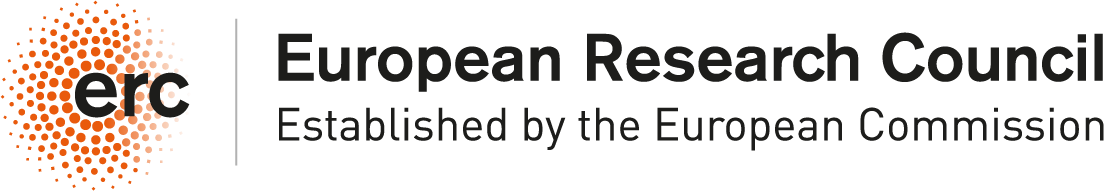 erc
European Research Council
Established by the European Commission